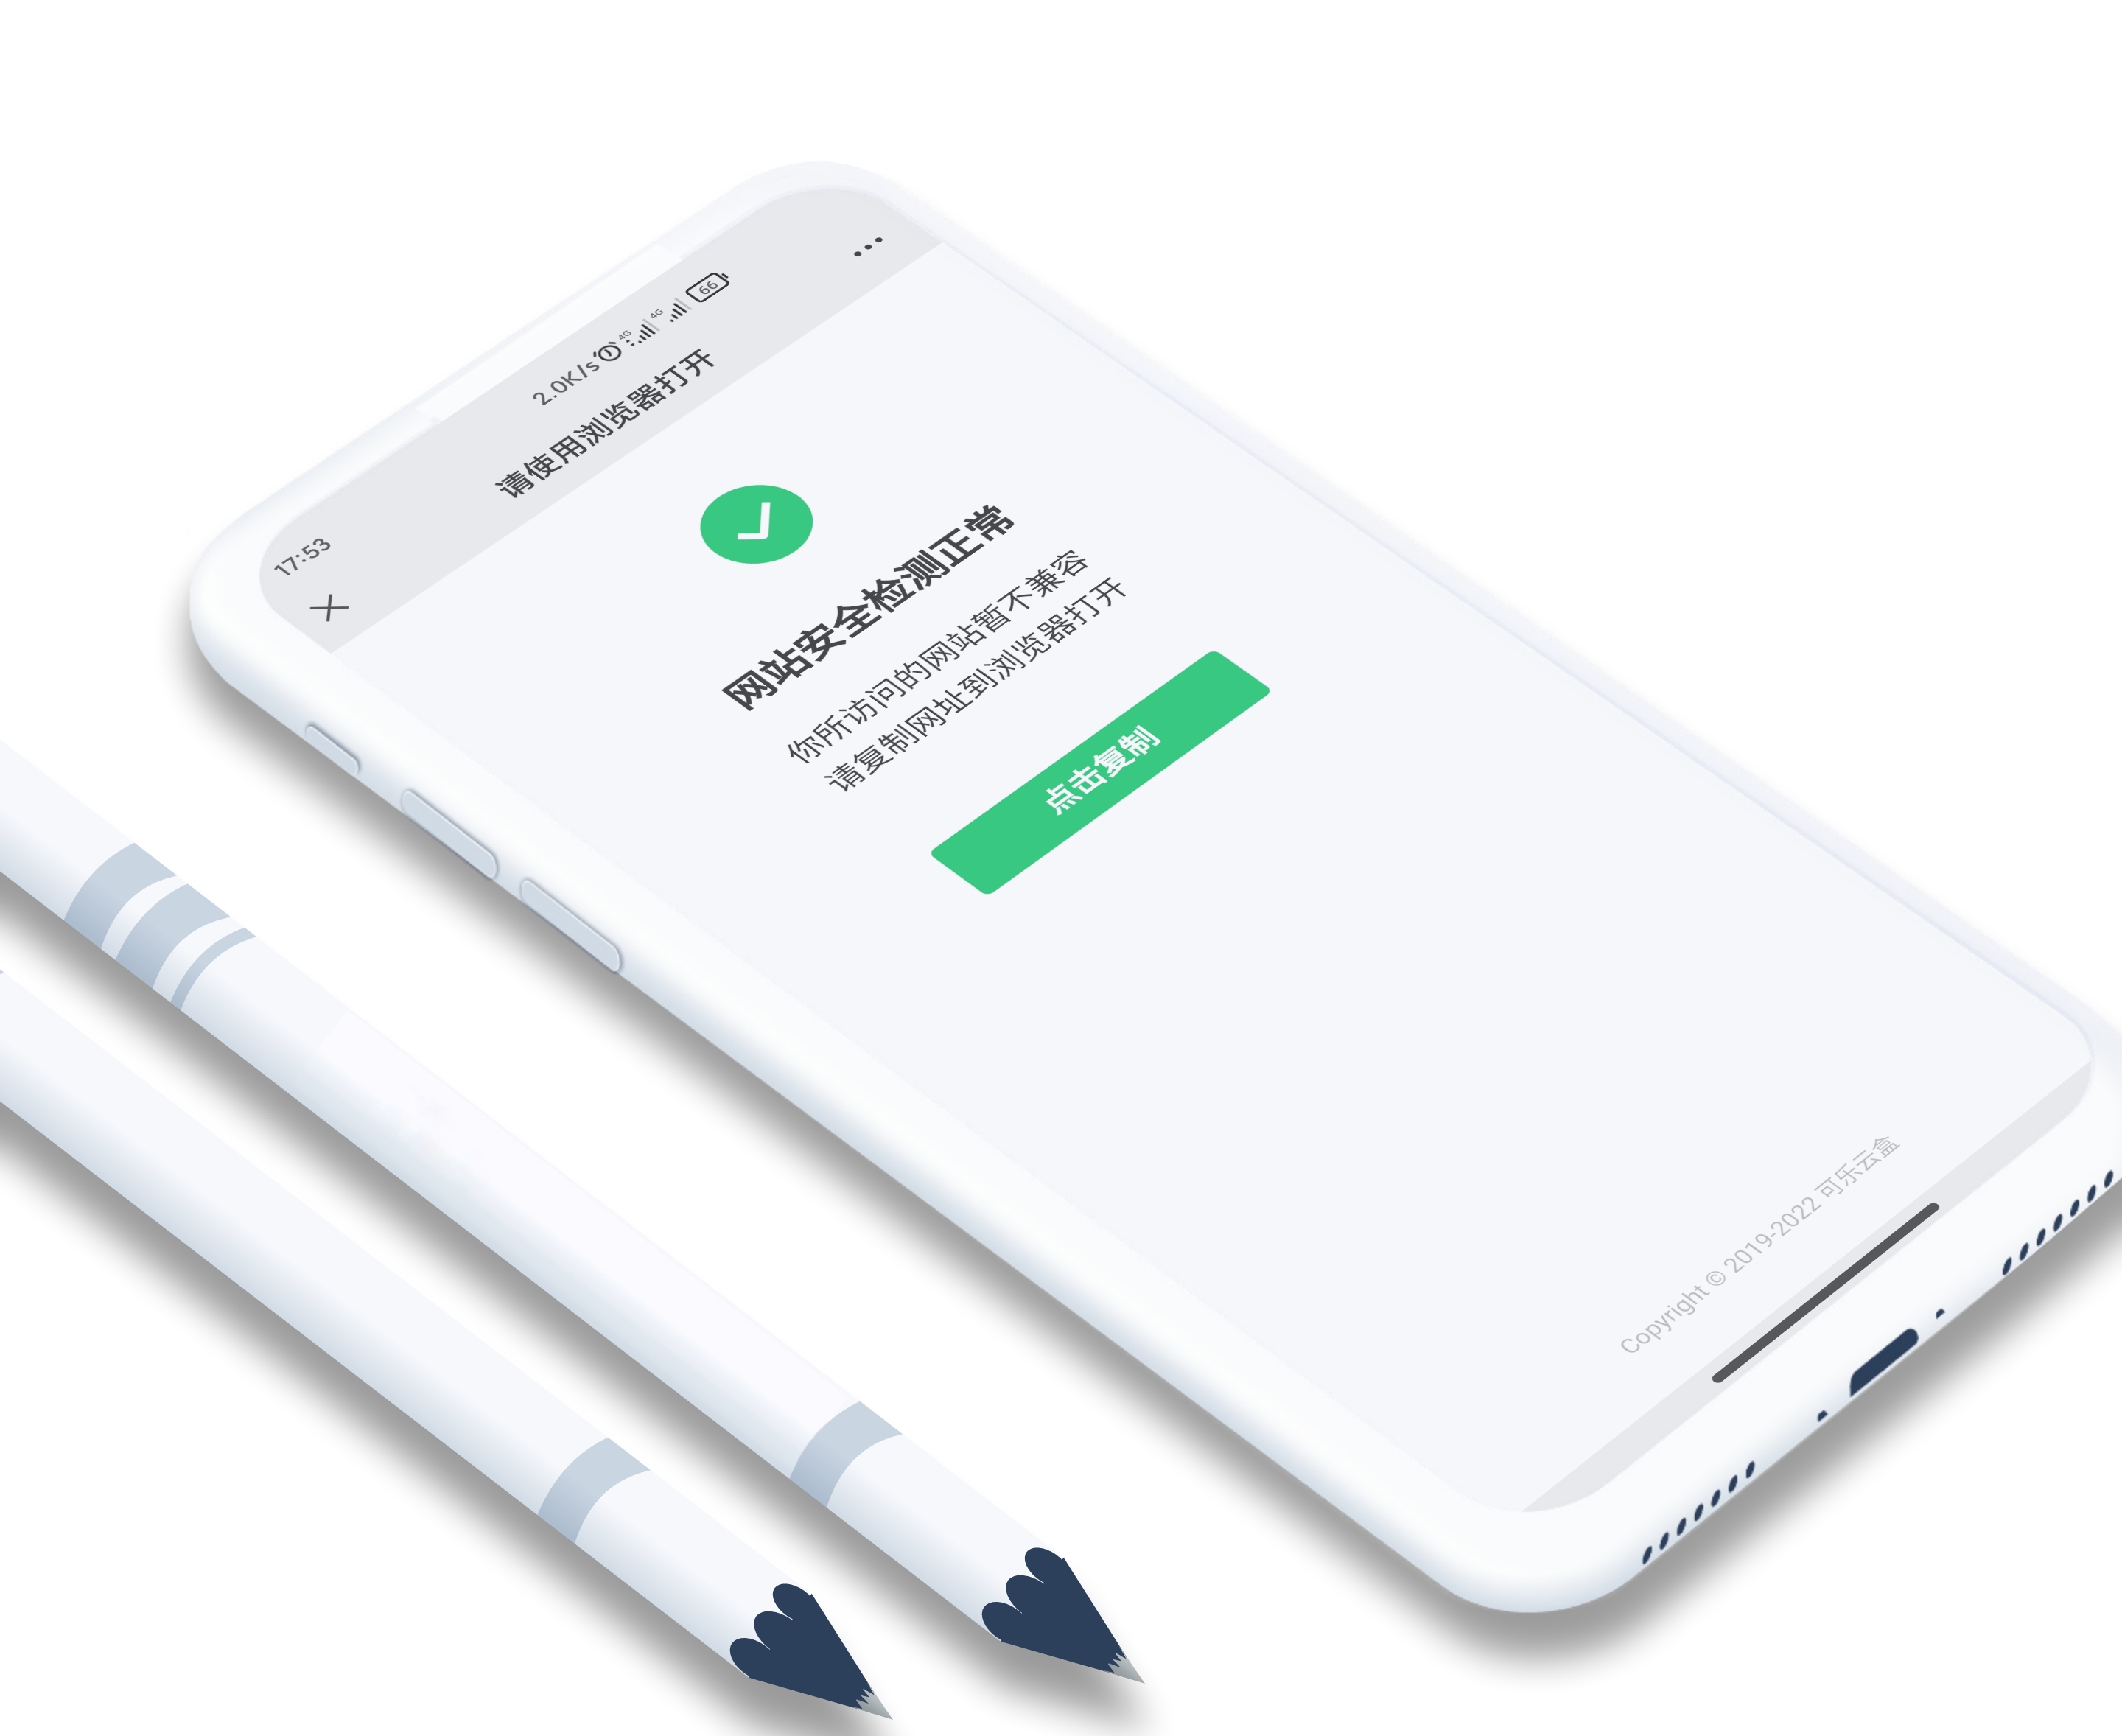 17:53
2.0K/s 4G 4G 66
请使用浏览器打开
网站安全检测正常
你所访问的网站暂不兼容
请复制网址到浏览器打开
点击复制
Copyright © 2019-2022 可乐云盒